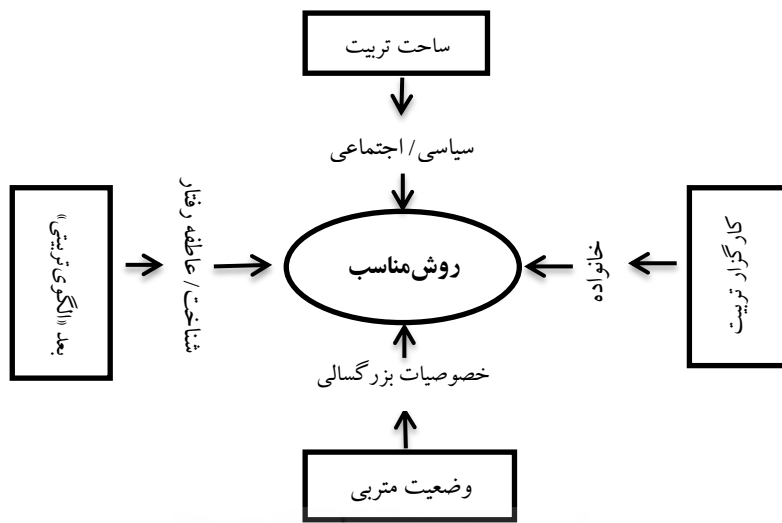 ساحت تربیت
سیاسی/ اجتماعی
کارگزار تربیت
خانواده
روش‌مناسب
شناخت/ عاطفه رفتار
بعد «الگوی تربیتی»
خصوصیات بزرگسالی
وضعیت متربی